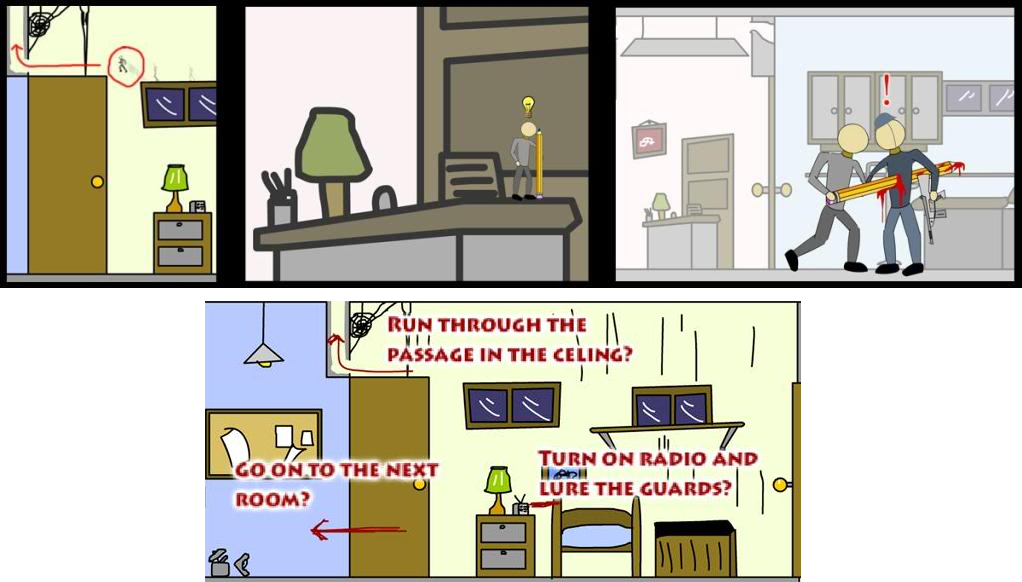 !
RUN THROUGH THE
PASSAGE IN THE CELING?
GO ON TO THE NEXT
ROOM?
TURN ON RADIO AND
LURE THE GUARDS?